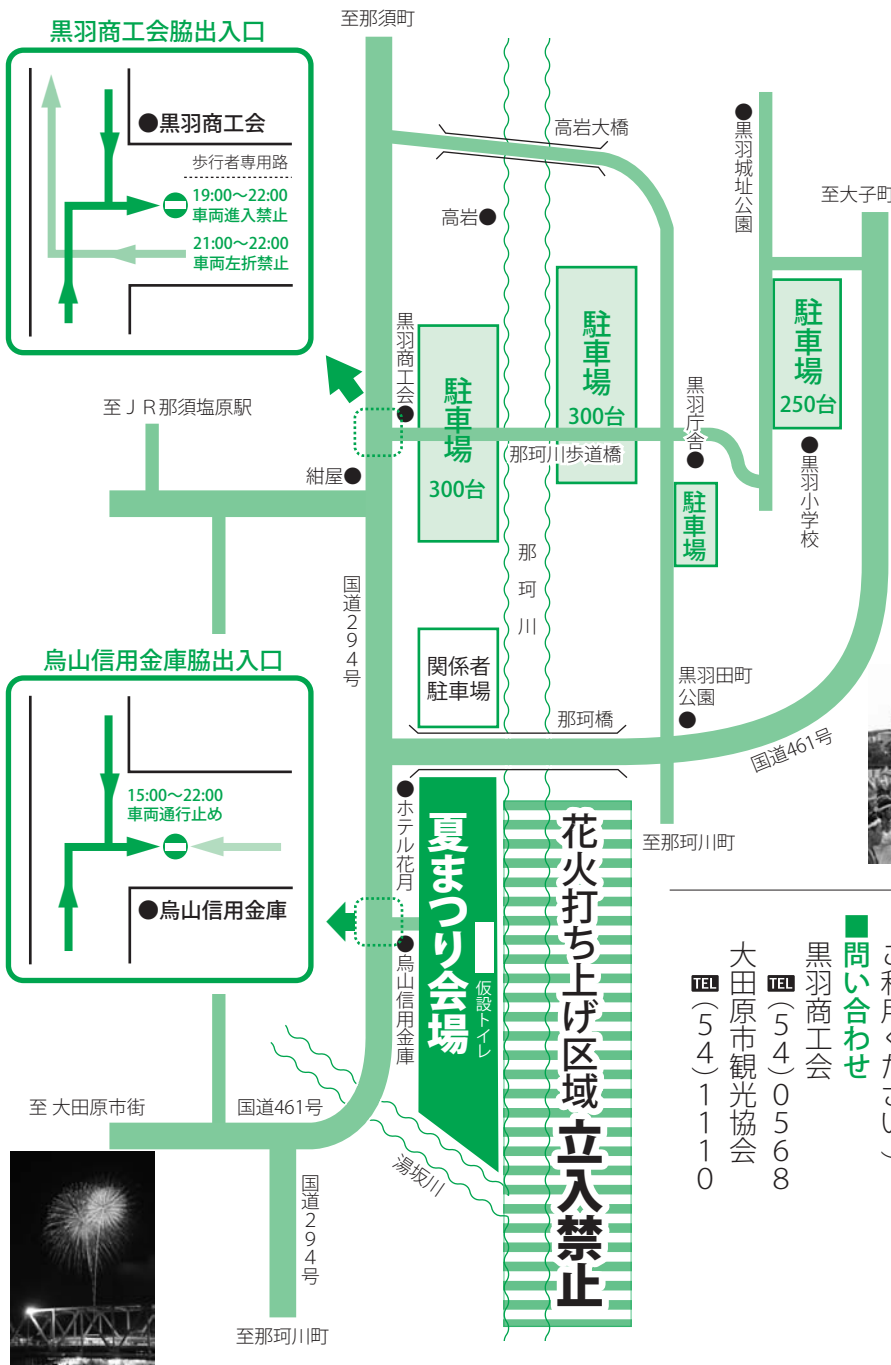 黒羽商工会脇出入口
●黒羽商工会
歩行者専用路
19:00〜22:00
車両進入禁止
21:00〜22:00
車両左折禁止
至那須町
高岩大橋
●黒羽城址公園
至大子町
高岩●
黒羽商工会●
駐車場
300台
駐車場
300台
駐車場
250台
黒羽庁舎●
至ＪＲ那須塩原駅
那珂川歩道橋
紺屋●
●黒羽小学校
駐車場
那珂川
国道294号
烏山信用金庫脇出入口
15:00〜22:00
車両通行止め
●烏山信用金庫
関係者
駐車場
黒羽田町
公園
●
那珂橋
国道461号
●ホテル花月
夏まつり会場
仮設トイレ
●烏山信用金庫
花火打ち上げ区域 立入禁止
至那珂川町
ご利用ください）
■問い合わせ
黒羽商工会
TEL（54）0568
大田原市観光協会
TEL（54）1110
至 大田原市街
国道461号
湯坂川
国道294号
至那珂川町